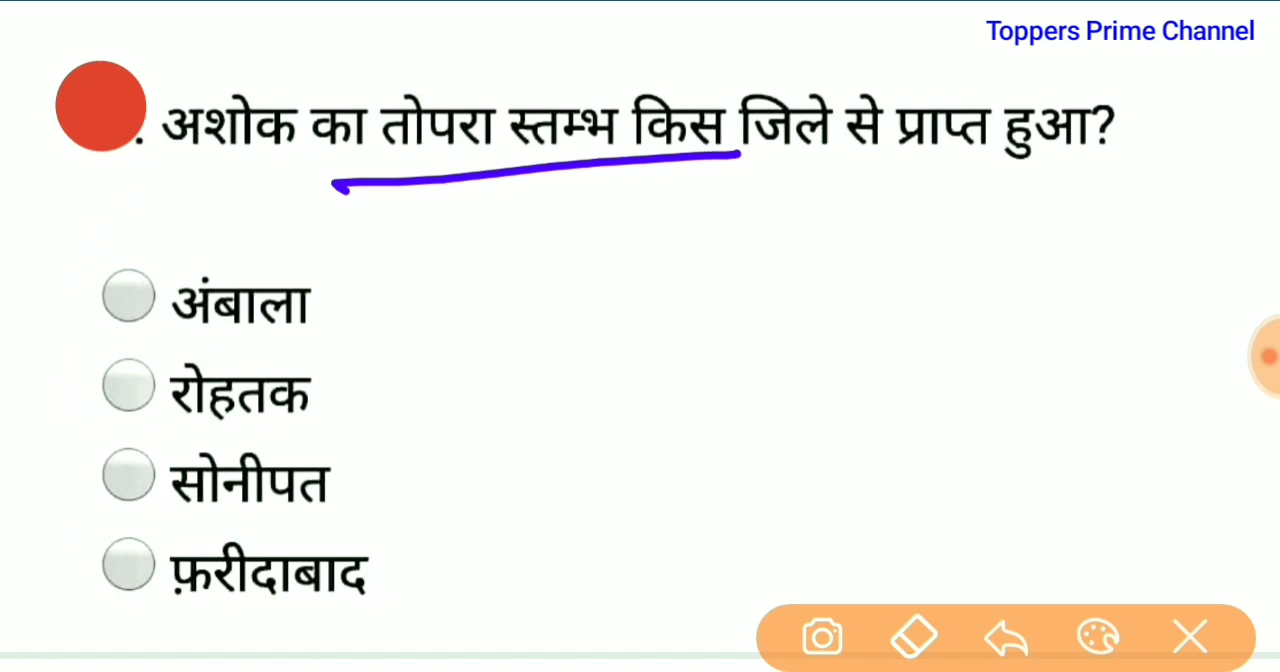 Toppers Prime Channel
. अशोक का तोपरा स्तम्भ किस जिले से प्राप्त हुआ?
अंबाला
रोहतक
सोनीपत
फ़रीदाबाद